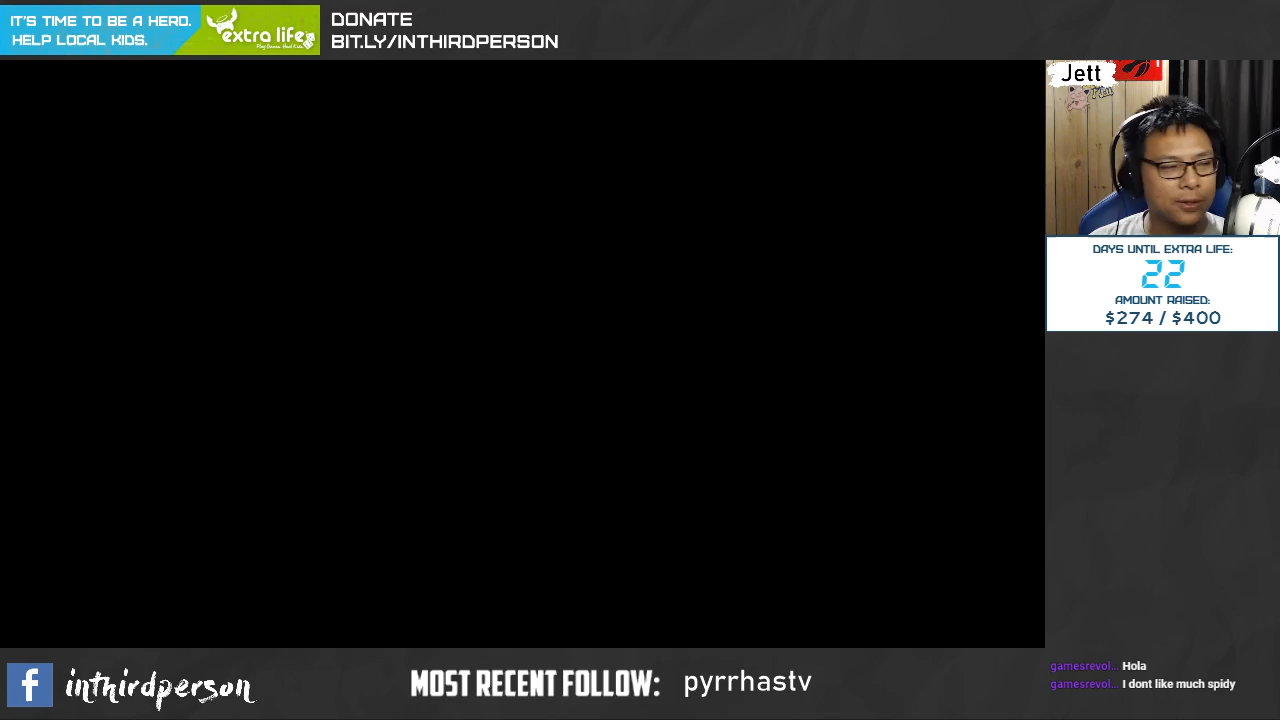 IT'S TIME TO BE A HERO.
HELP LOCAL KIDS.
extra life
DONATE
BIT.LY/INTHIRDPERSON
Jett
DAYS UNTIL EXTRA LIFE:
22
AMOUNT RAISED:
$274 / $400
f inthirdperson
MOST RECENT FOLLOW: pyrrhastv
gamesrevol... Hola
gamesrevol... I dont like much spidy